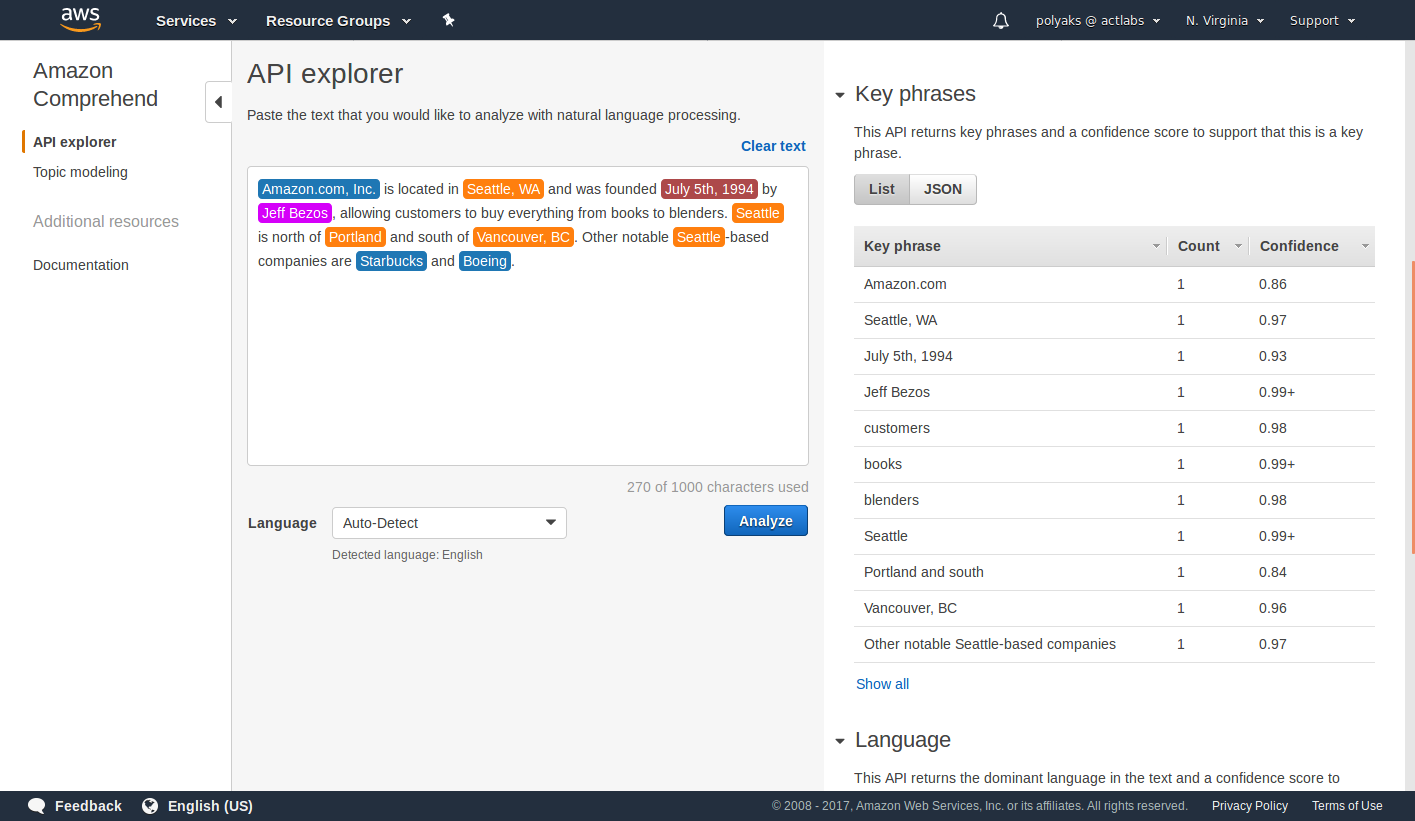 aws Services Resource Groups polyaks @ actlabs N. Virginia Support
Amazon
Comprehend
API explorer
Topic modeling
Additional resources
Documentation
API explorer
Paste the text that you would like to analyze with natural language processing.
Clear text
Amazon.com, Inc. is located in Seattle, WA and was founded July 5th, 1994 by
Jeff Bezos, allowing customers to buy everything from books to blenders. Seattle
is north of Portland and south of Vancouver, BC. Other notable Seattle-based
companies are Starbucks and Boeing.
270 of 1000 characters used
Language Auto-Detect Analyze
Detected language: English
Key phrases
This API returns key phrases and a confidence score to support that this is a key
phrase.
List JSON
Key phrase Count Confidence
Amazon.com 1 0.86
Seattle, WA 1 0.97
July 5th, 1994 1 0.93
Jeff Bezos 1 0.99+
customers 1 0.98
books 1 0.99+
blenders 1 0.98
Seattle 1 0.99+
Portland and south 1 0.84
Vancouver, BC 1 0.96
Other notable Seattle-based companies 1 0.97
Show all
Language
This API returns the dominant language in the text and a confidence score to
Feedback English (US) © 2008 - 2017, Amazon Web Services, Inc. or its affiliates. All rights reserved. Privacy Policy Terms of Use